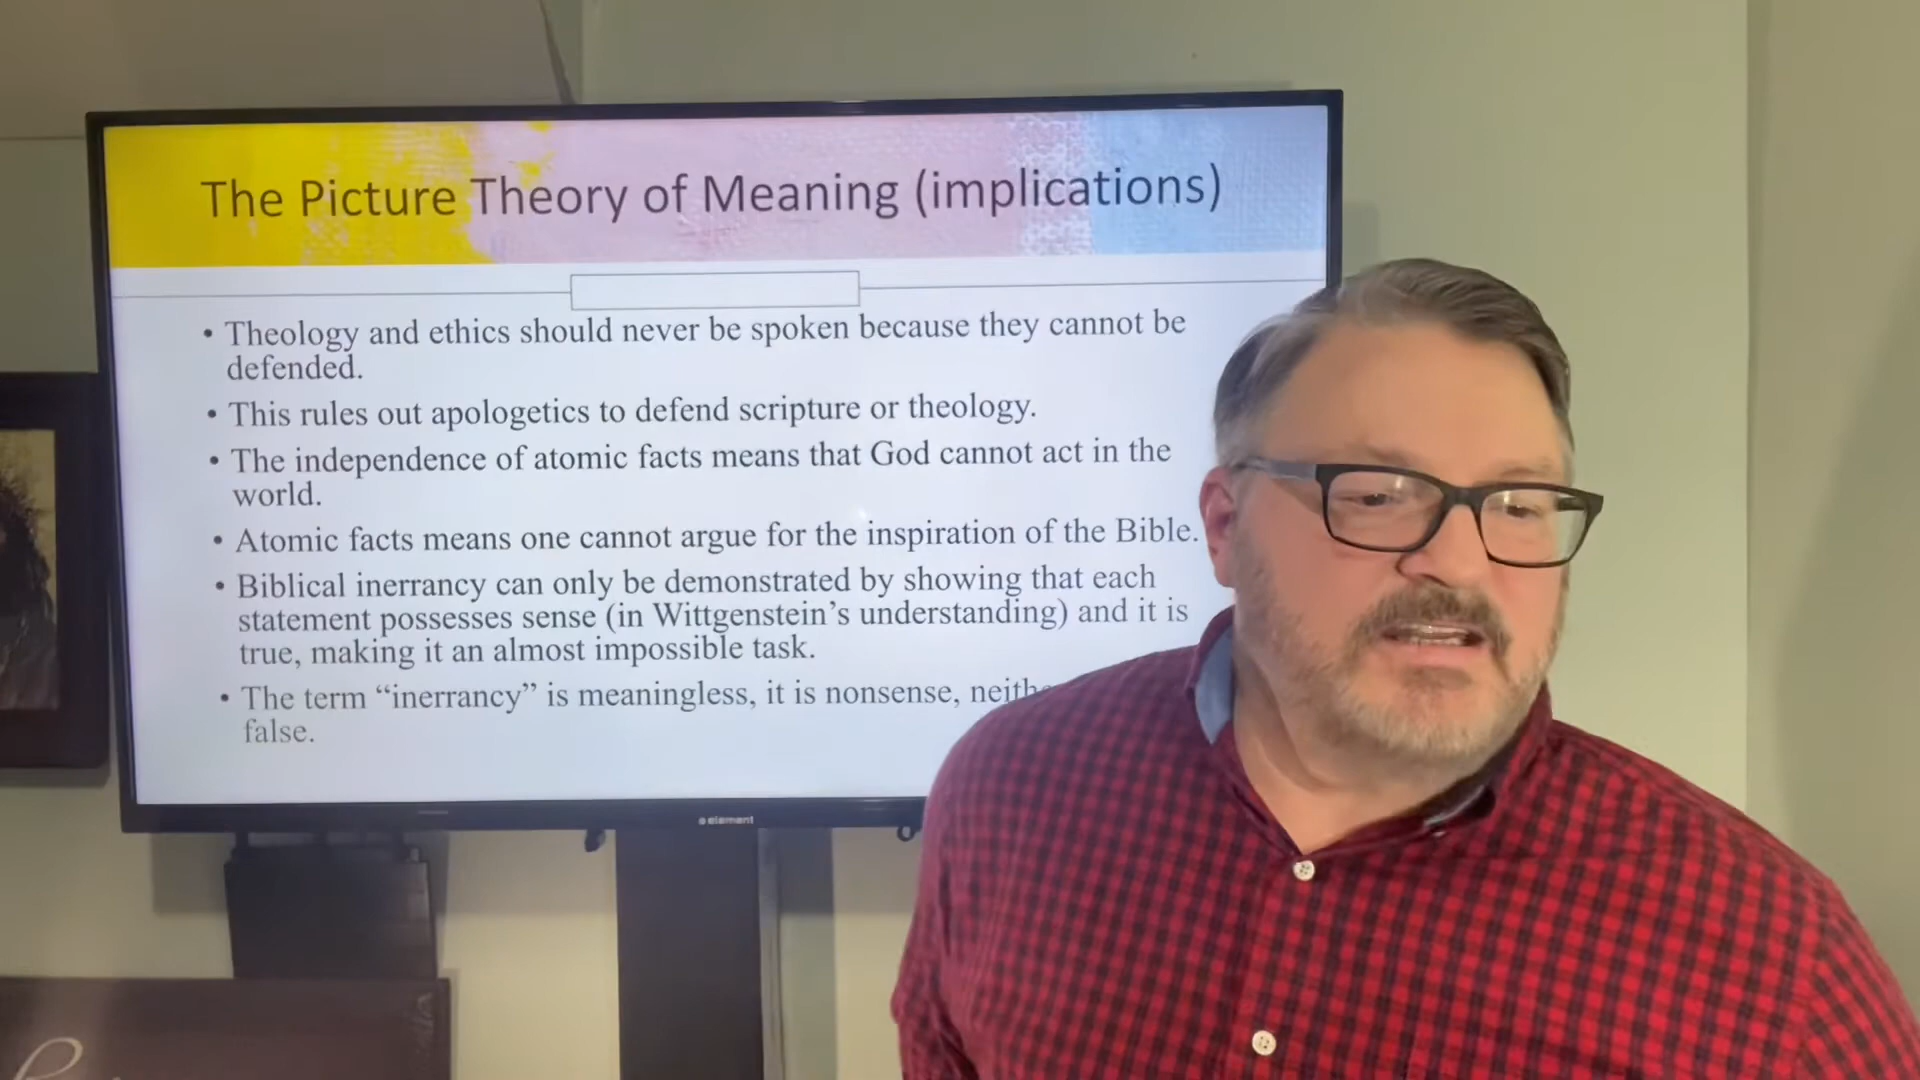 The Picture Theory of Meaning (implications)
• Theology and ethics should never be spoken because they cannot be
defended.
• This rules out apologetics to defend scripture or theology.
• The independence of atomic facts means that God cannot act in the
world.
• Atomic facts means one cannot argue for the inspiration of the Bible.
• Biblical inerrancy can only be demonstrated by showing that each
statement possesses sense (in Wittgenstein’s understanding) and it is
true, making it an almost impossible task.
• The term “inerrancy” is meaningless, it is nonsense,
false.
element